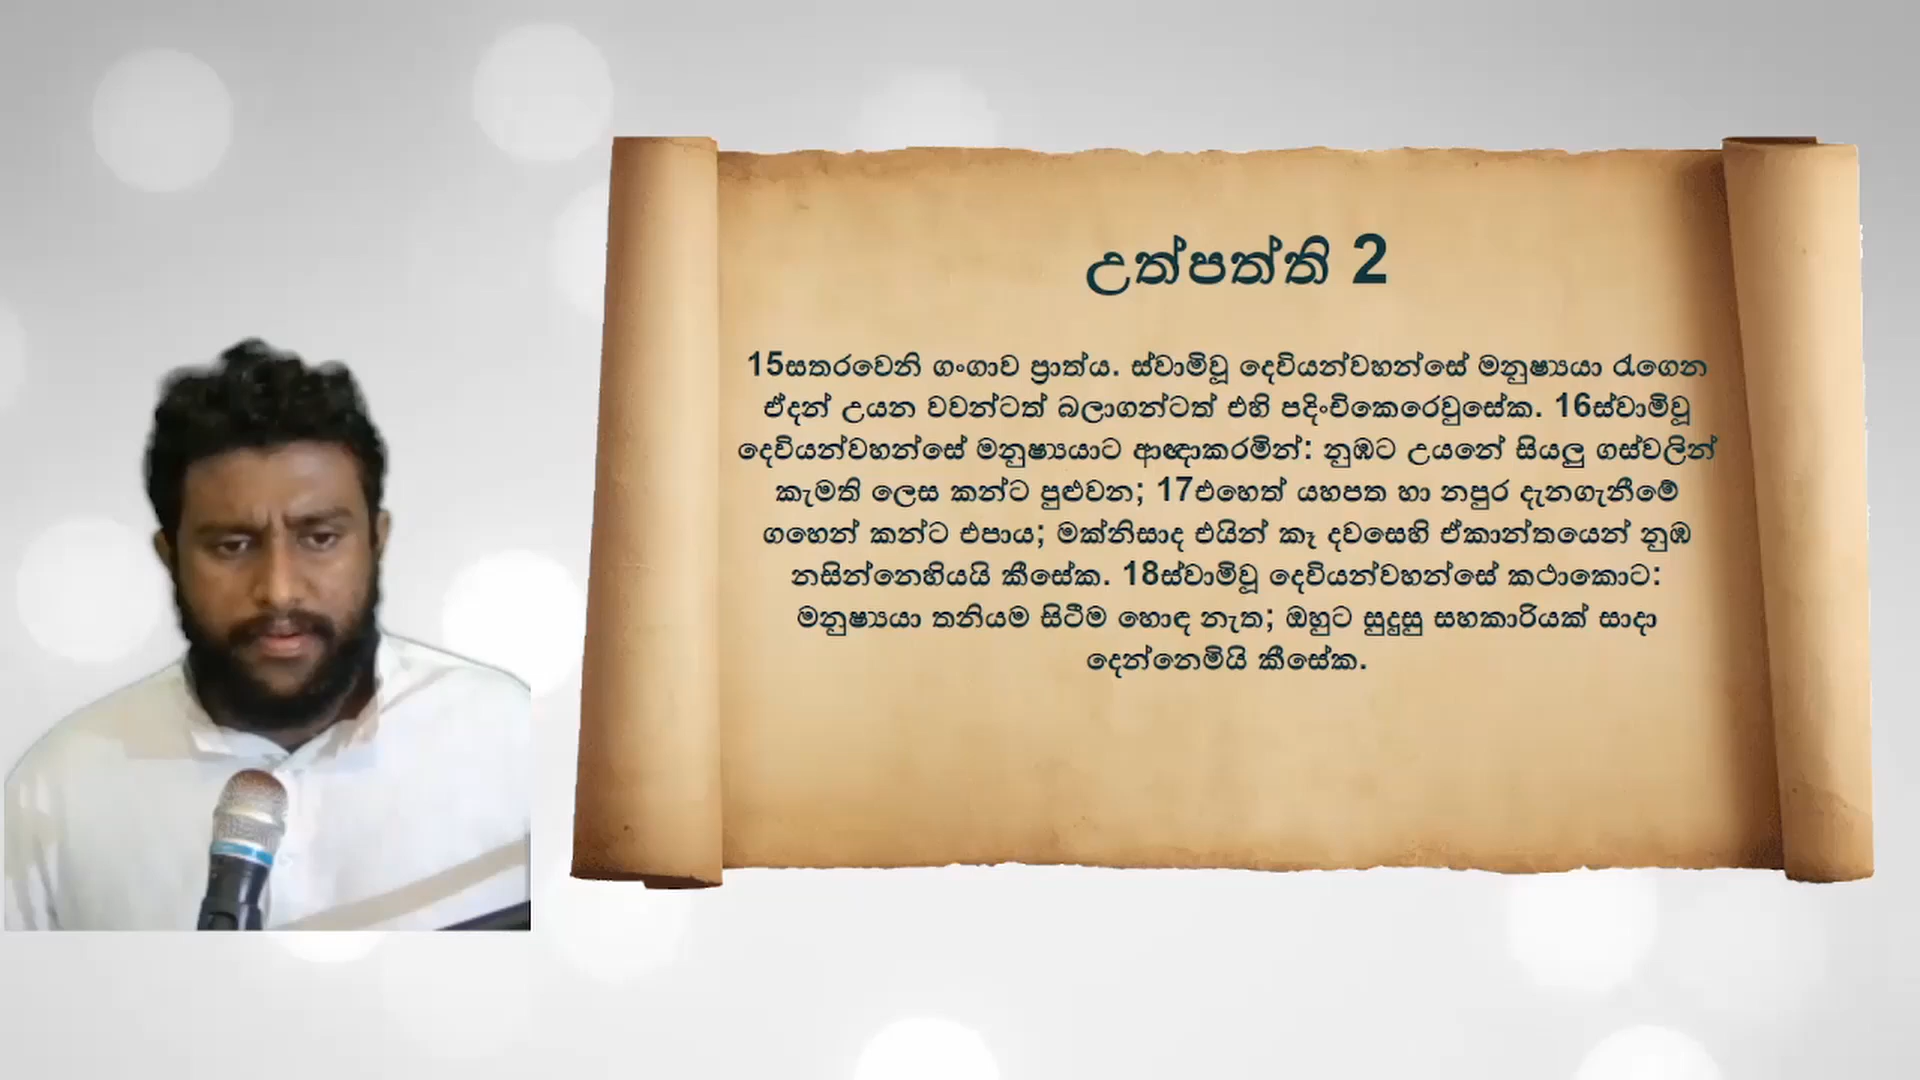 උත්පත්ති 2
15සතරවෙනි ගංගාව ප්‍රාත්ය. ස්වාමිවූ දෙවියන්වහන්සේ මනුෂ්‍යයා රැගෙන
ඒදන් උයන වවන්ටත් බලාගන්ටත් එහි පදිංචිකෙරෙවුසේක. 16ස්වාමිවූ
දෙවියන්වහන්සේ මනුෂ්‍යයාට ආඥාකරමින්: නුඹට උයනේ සියලු ගස්වලින්
කැමති ලෙස කන්ට පුළුවන; 17එහෙත් යහපත හා නපුර දැනගැනීමේ
ගහෙන් කන්ට එපාය; මක්නිසාද එයින් කෑ දවසෙහි ඒකාන්තයෙන් නුඹ
නසින්නෙහියයි කීසේක. 18ස්වාමිවූ දෙවියන්වහන්සේ කථාකොට:
මනුෂ්‍යයා තනියම සිටීම හොඳ නැත; ඔහුට සුදුසු සහකාරියක් සාදා
දෙන්නෙමියි කීසේක.